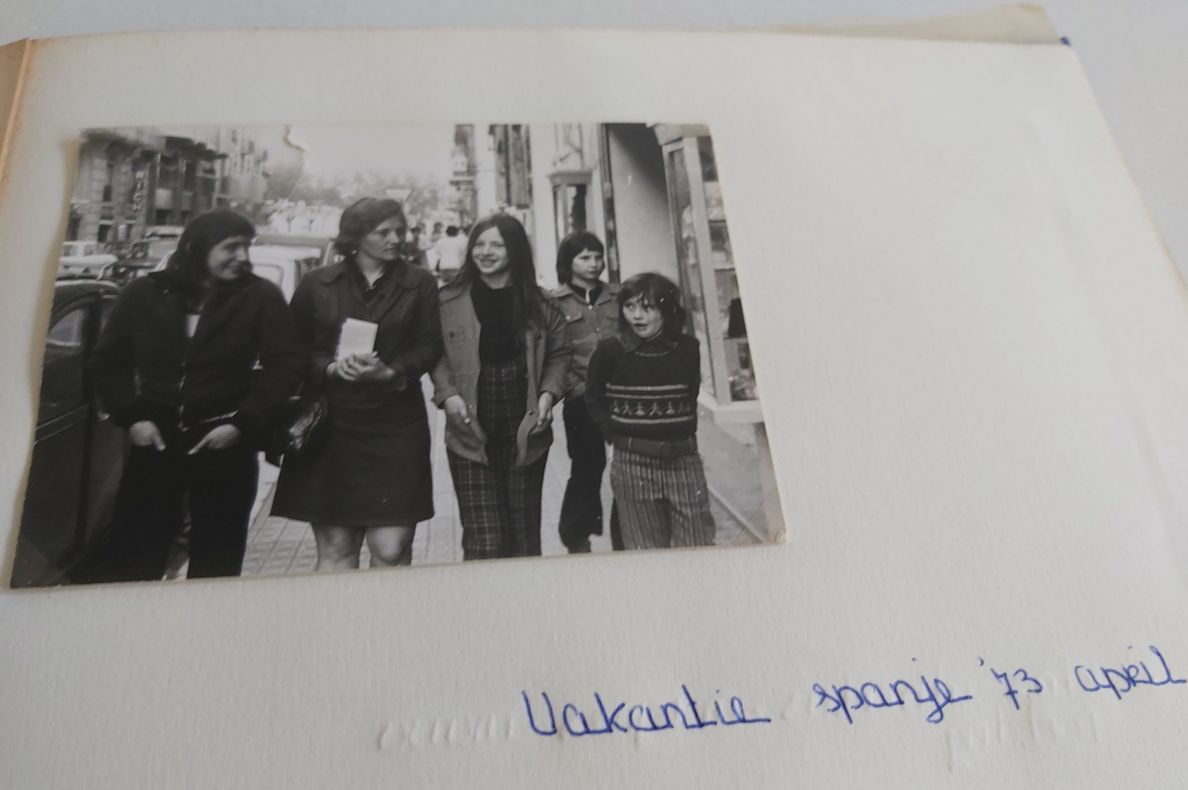 Vakantie spanje '73 april